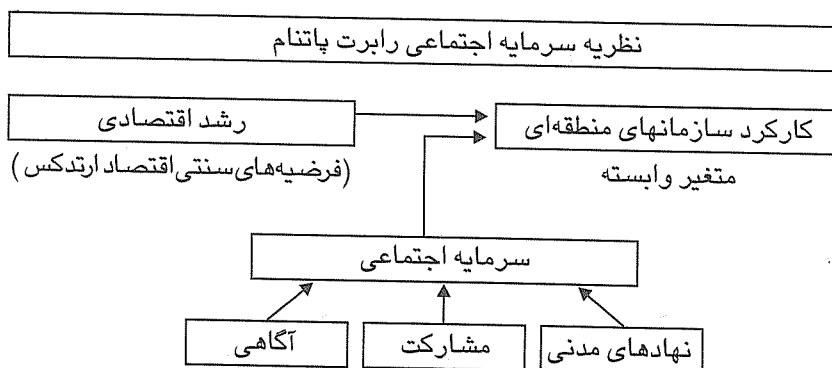 نظریه سرمایه اجتماعی رابرت پاتنام
کارکرد سازمانهای منطقه‌ای
رشد اقتصادی
متغیر وابسته
(فرضیه‌های سنتی اقتصاد ارتدکس)
سرمایه اجتماعی
نهادهای مدنی
مشارکت
آگاهی